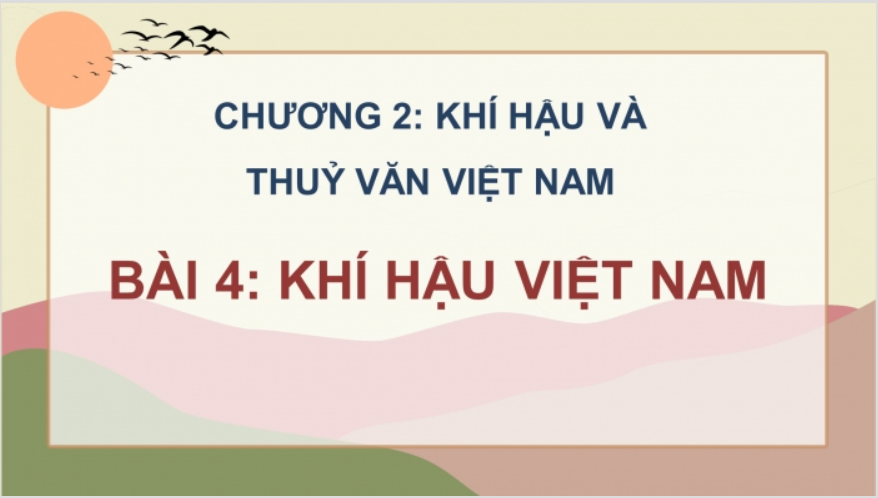 CHƯƠNG 2: KHÍ HẬU VÀ
THUỶ VĂN VIỆT NAM
BÀI 4: KHÍ HẬU VIỆT NAM